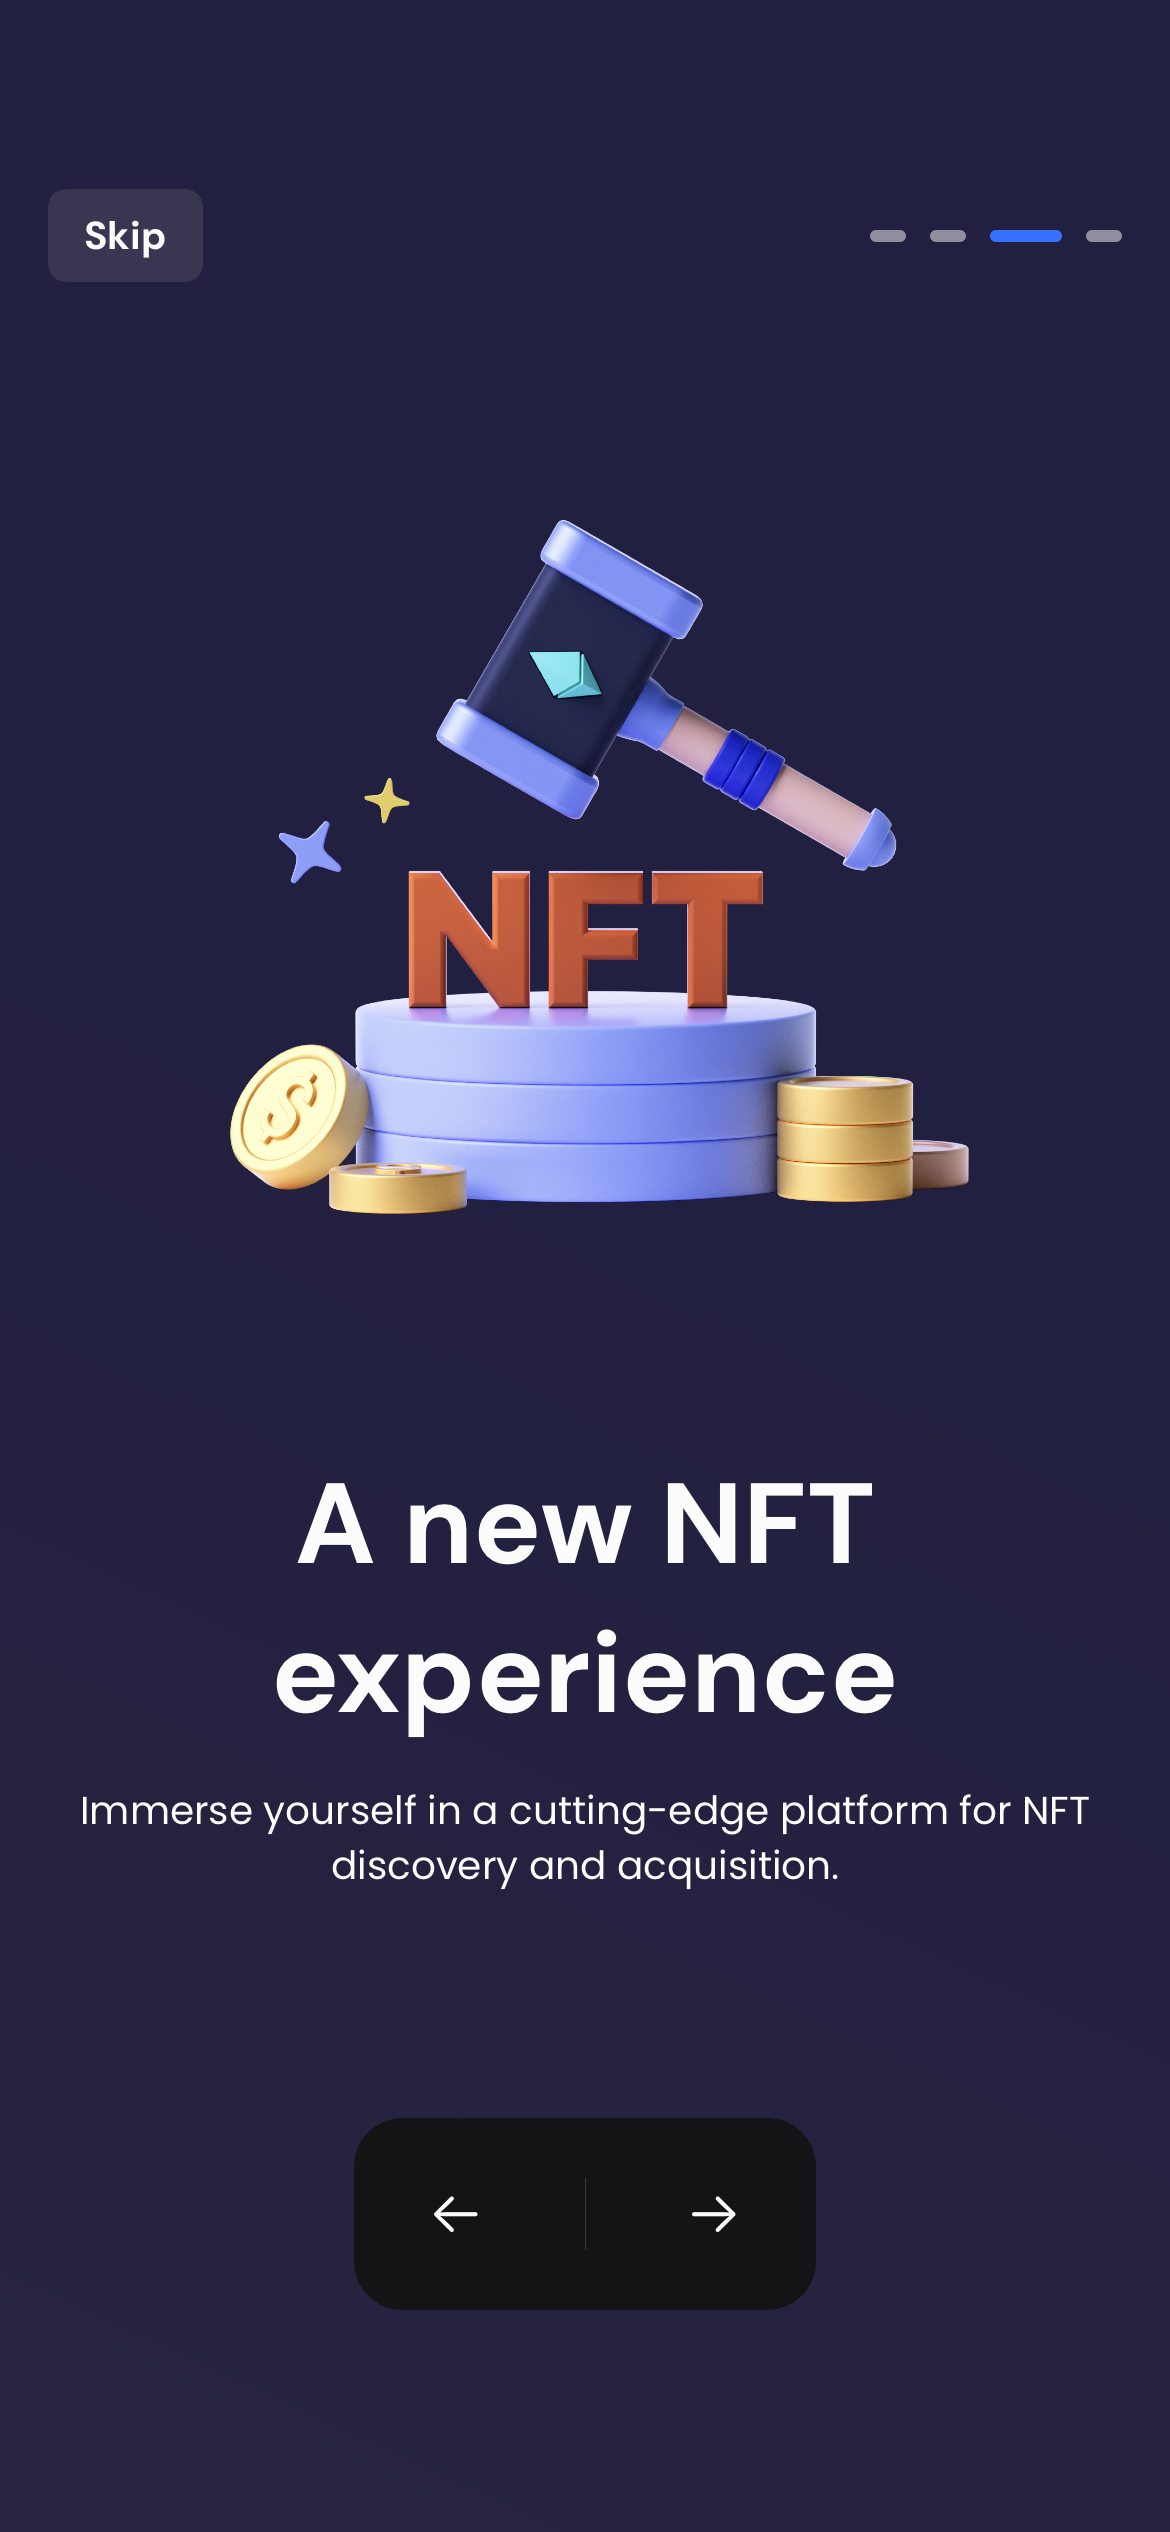 Skip
NFT
$
A new NFT
experience
Immerse yourself in a cutting-edge platform for NFT
discovery and acquisition.